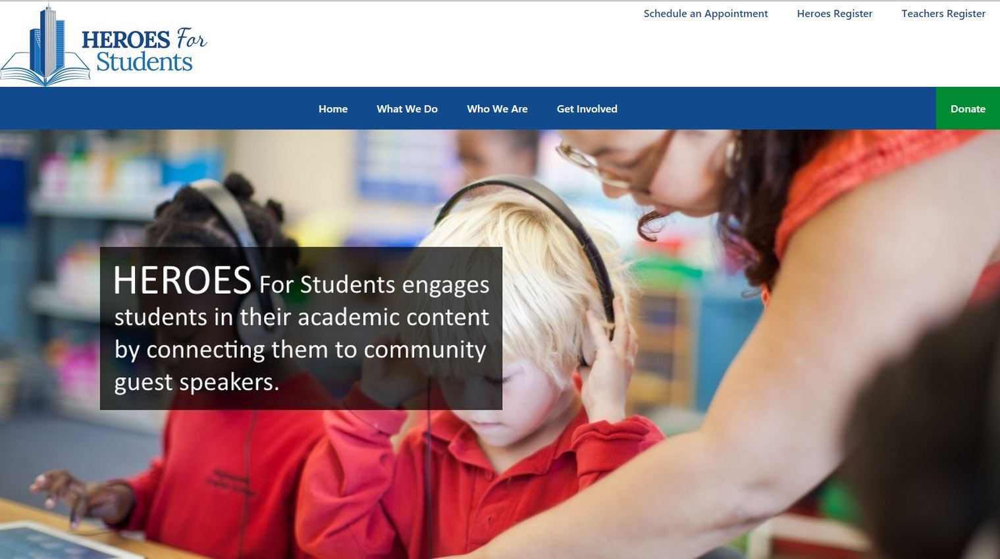 HEROES For
Students
Schedule an Appointment
Heroes Register
Teachers Register
Home
What We Do
Who We Are
Get Involved
Donate
HEROES For Students engages
students in their academic content
by connecting them to community
guest speakers.